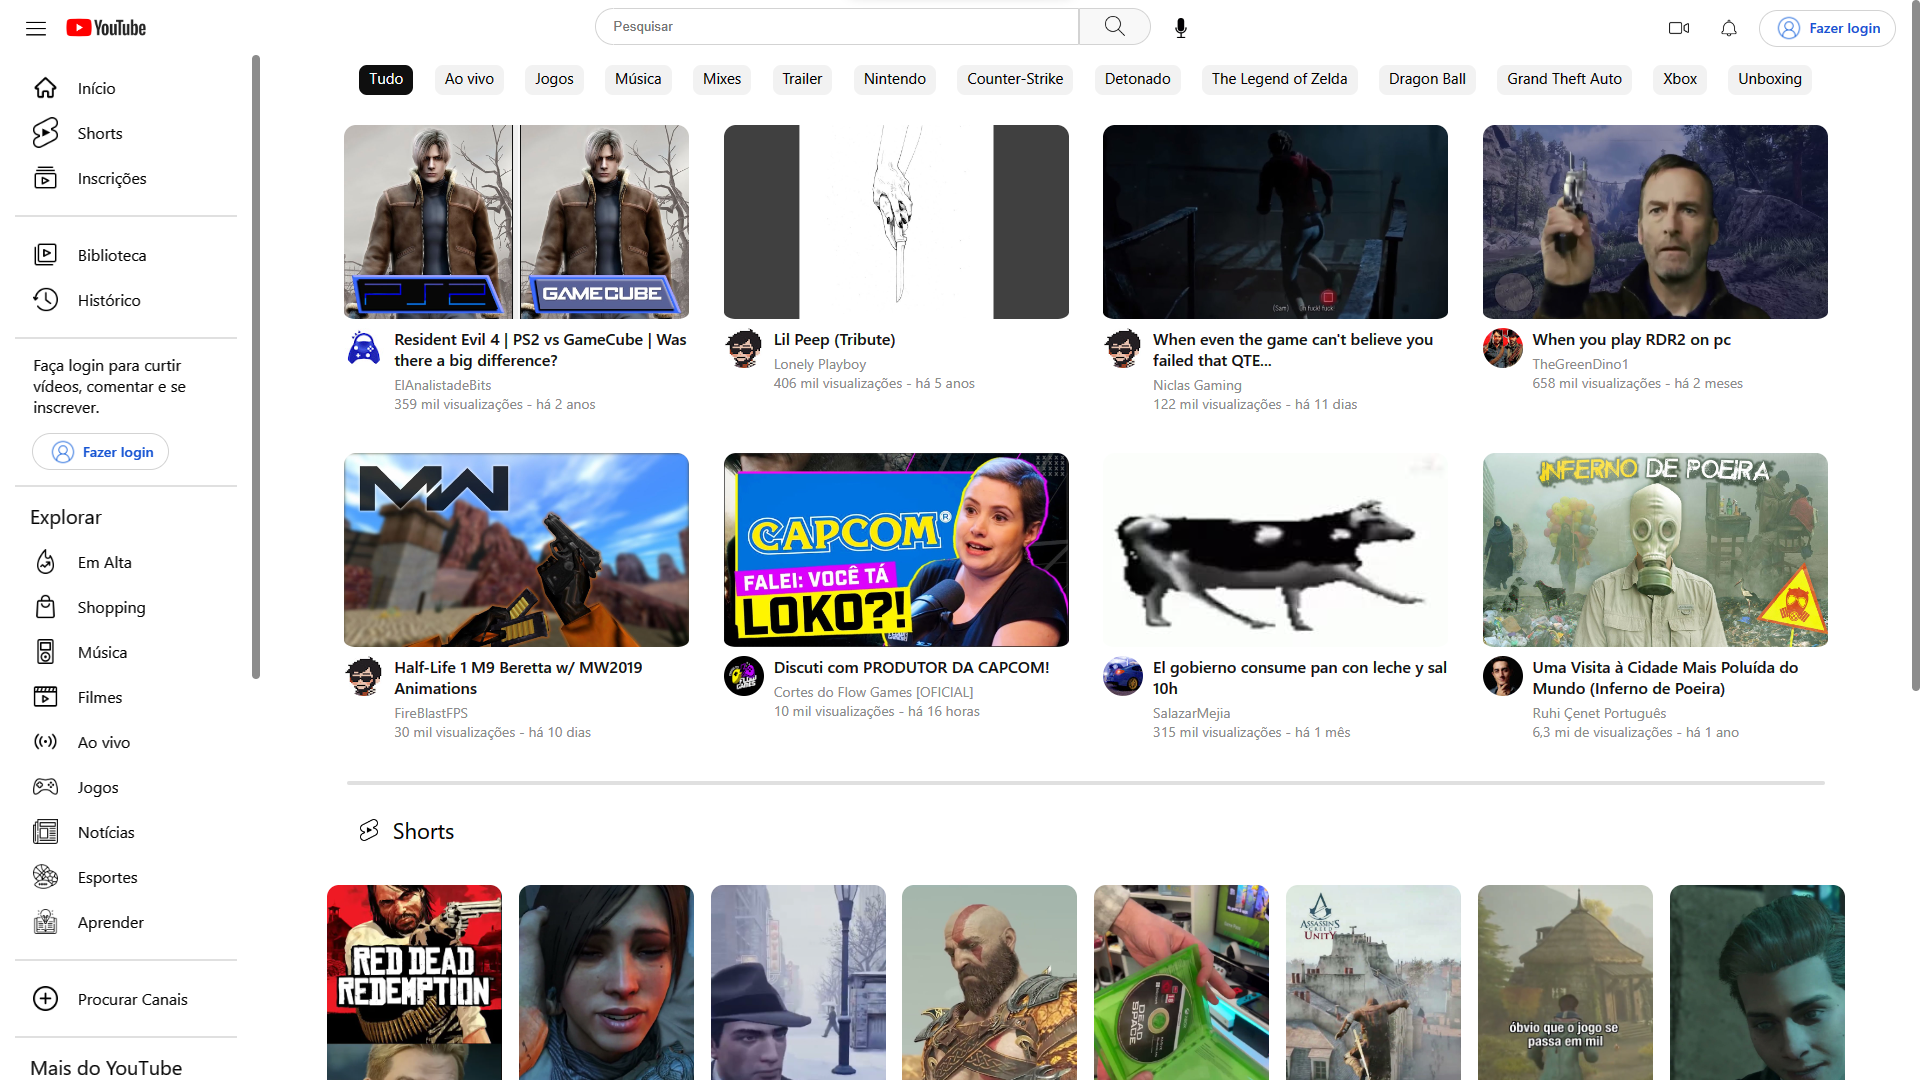 YouTube
Pesquisar
Fazer login
Início
Shorts
Inscrições
Biblioteca
Histórico
Faça login para curtir
vídeos, comentar e se
inscrever.
Fazer login
Explorar
Em Alta
Shopping
Música
Filmes
Ao vivo
Jogos
Notícias
Esportes
Aprender
Procurar Canais
Mais do YouTube
Tudo
Ao vivo
Jogos
Música
Mixes
Trailer
Nintendo
Counter-Strike
Detonado
The Legend of Zelda
Dragon Ball
Grand Theft Auto
Xbox
Unboxing
PS2
GAMECUBE
Resident Evil 4 | PS2 vs GameCube | Was
there a big difference?
ElAnalistadeBits
359 mil visualizações - há 2 anos
Lil Peep (Tribute)
Lonely Playboy
406 mil visualizações - há 5 anos
(Sam) Oh fuck! fuck!
When even the game can't believe you
failed that QTE...
Niclas Gaming
122 mil visualizações - há 11 dias
When you play RDR2 on pc
TheGreenDino1
658 mil visualizações - há 2 meses
MW
Half-Life 1 M9 Beretta w/ MW2019
Animations
FireBlastFPS
30 mil visualizações - há 10 dias
CAPCOM®
FALEI: VOCÊ TÁ
LOKO?!
FLOW
GAMES
Discuti com PRODUTOR DA CAPCOM!
Cortes do Flow Games [OFICIAL]
10 mil visualizações - há 16 horas
El gobierno consume pan con leche y sal
10h
SalazarMejia
315 mil visualizações - há 1 mês
INFERNO DE POEIRA
Uma Visita à Cidade Mais Poluída do
Mundo (Inferno de Poeira)
Ruhi Çenet Português
6,3 mi de visualizações - há 1 ano
Shorts
RED DEAD
REDEMPTION
DEAD
SPACE
ASSASSIN'S
CREED
UNITY
óbvio que o jogo se
passa em mil